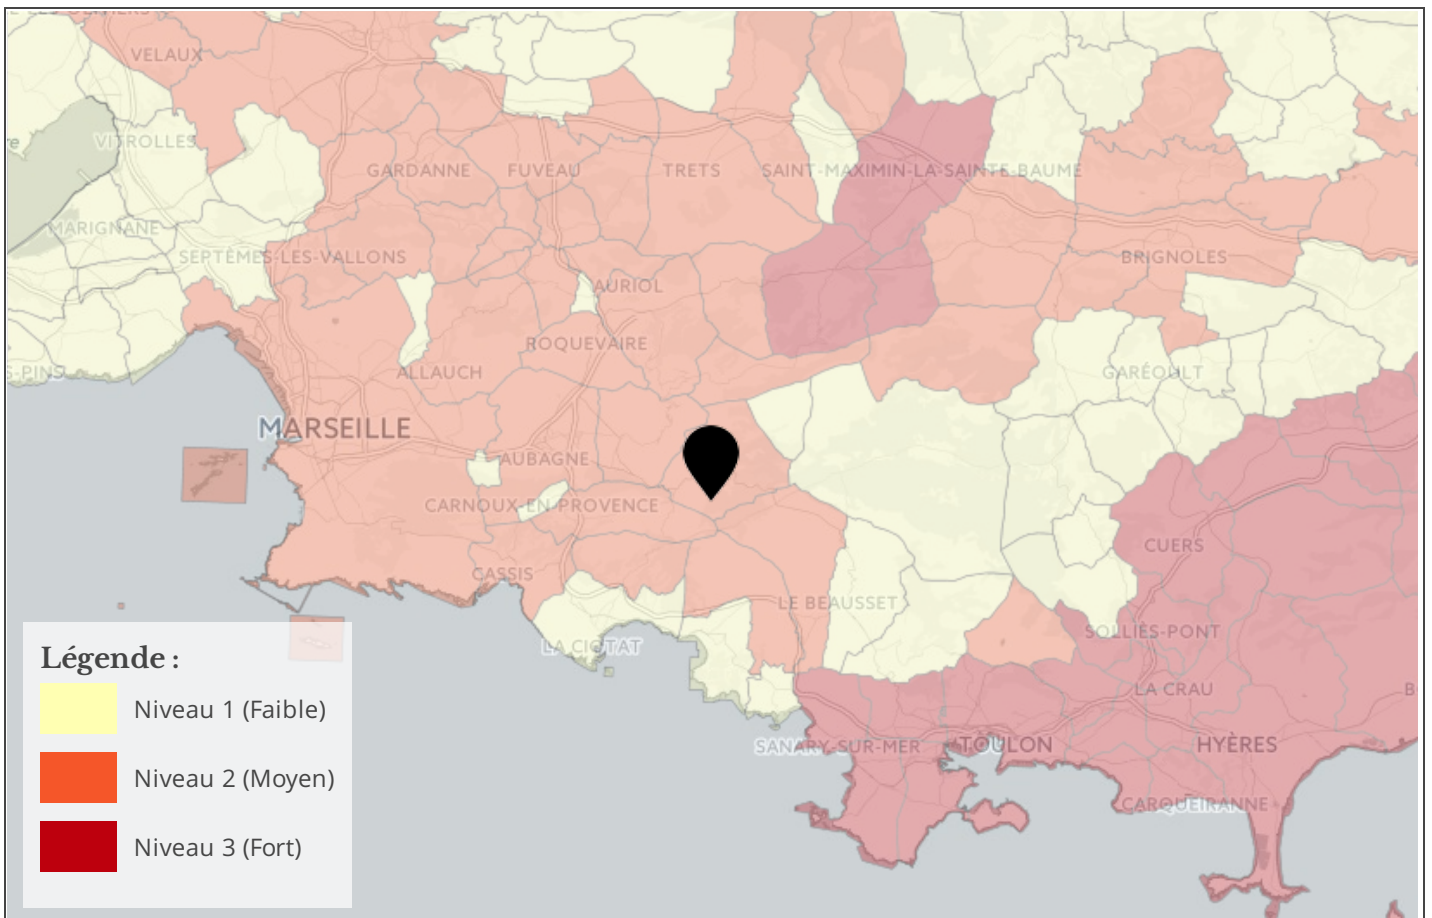 VELAUX
VITROLLES
GARDANNE
FUVEAU
TRETS
SAINT-MAXIMIN-LA-SAINTE-BAUME
MARIGNANE
SEPTÈMES-LES-VALLONS
BRIGNOLES
AURIOL
ROQUEVAIRE
S-PINS
ALLAUCH
GARÉOULT
MARSEILLE
AUBAGNE
CARNOUX-EN-PROVENCE
CUERS
CASSIS
LE BEAUSSET
SOLLIÈS-PONT
LA CIOTAT
LA CRAU
B
SANARY-SUR-MER
TOULON
HYÈRES
CARQUEIRANNE
Légende :
Niveau 1 (Faible)
Niveau 2 (Moyen)
Niveau 3 (Fort)